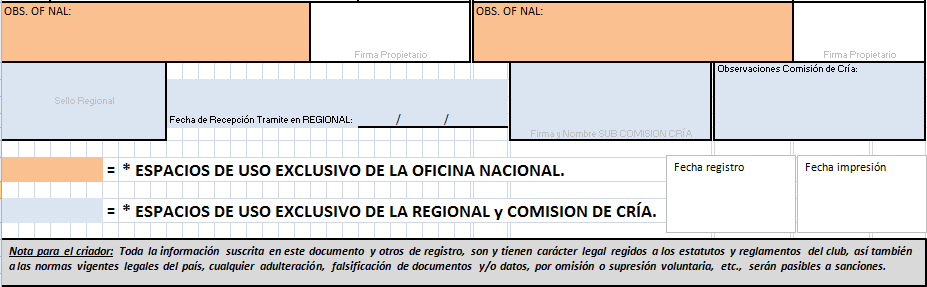 OBS. OF NAL:
Firma Propietario
OBS. OF NAL:
Firma Propietario
Sello Regional
Fecha de Recepción Tramite en REGIONAL: / /
Firma y Nombre SUB COMISION CRÍA
Observaciones Comisión de Cría:
= * ESPACIOS DE USO EXCLUSIVO DE LA OFICINA NACIONAL.
= * ESPACIOS DE USO EXCLUSIVO DE LA REGIONAL y COMISION DE CRÍA.
Fecha registro
Fecha impresión
Nota para el criador: Toda la información suscrita en este documento y otros de registro, son y tienen carácter legal regidos a los estatutos y reglamentos del club, así también
a las normas vigentes legales del país, cualquier adulteración, falsificación de documentos y/o datos, por omisión o supresión voluntaria, etc., serán pasibles a sanciones.